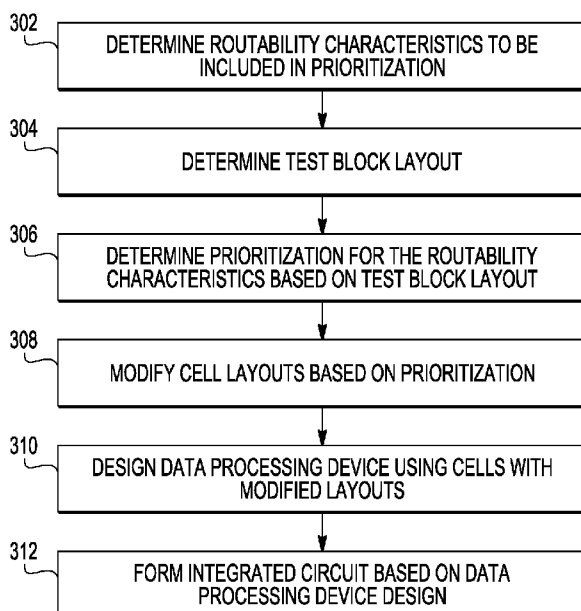 302
DETERMINE ROUTABILITY CHARACTERISTICS TO BE
INCLUDED IN PRIORITIZATION
304
DETERMINE TEST BLOCK LAYOUT
306
DETERMINE PRIORITIZATION FOR THE ROUTABILITY
CHARACTERISTICS BASED ON TEST BLOCK LAYOUT
308
MODIFY CELL LAYOUTS BASED ON PRIORITIZATION
310
DESIGN DATA PROCESSING DEVICE USING CELLS WITH
MODIFIED LAYOUTS
312
FORM INTEGRATED CIRCUIT BASED ON DATA
PROCESSING DEVICE DESIGN